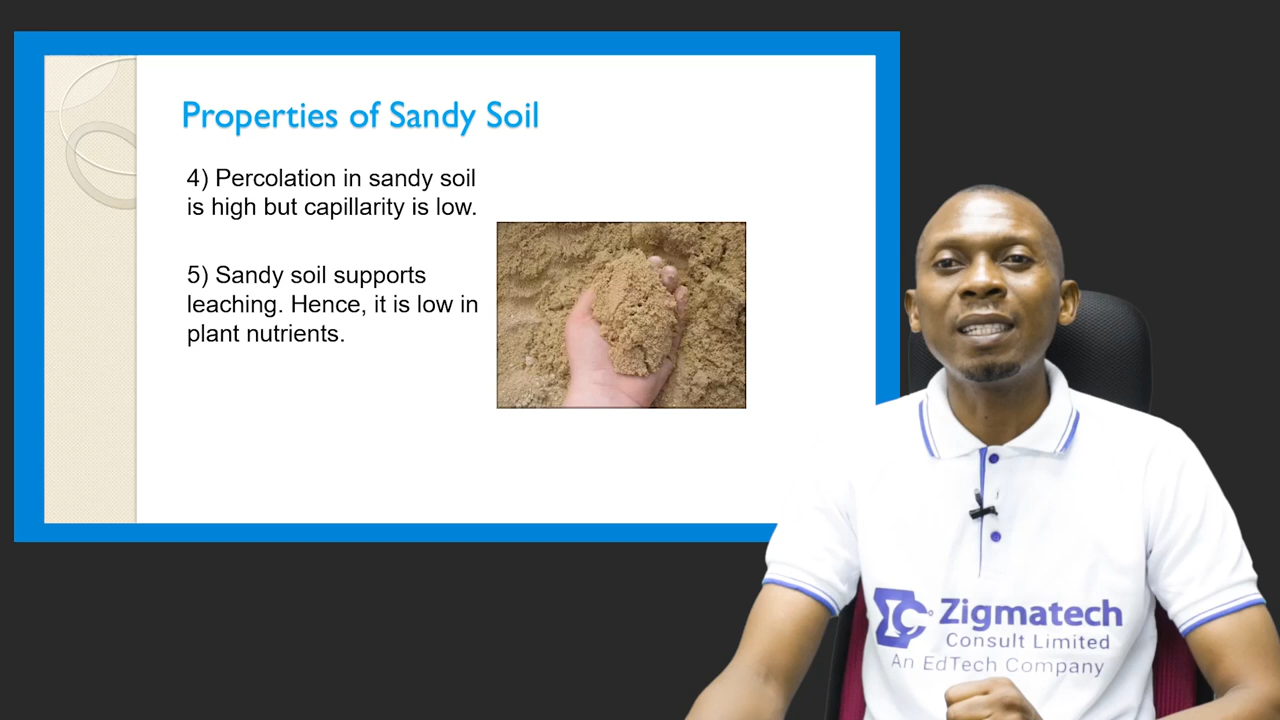 Properties of Sandy Soil
4) Percolation in sandy soil
is high but capillarity is low.
5) Sandy soil supports
leaching. Hence, it is low in
plant nutrients.
Zigmatech
Consult Limited
An EdTech Company